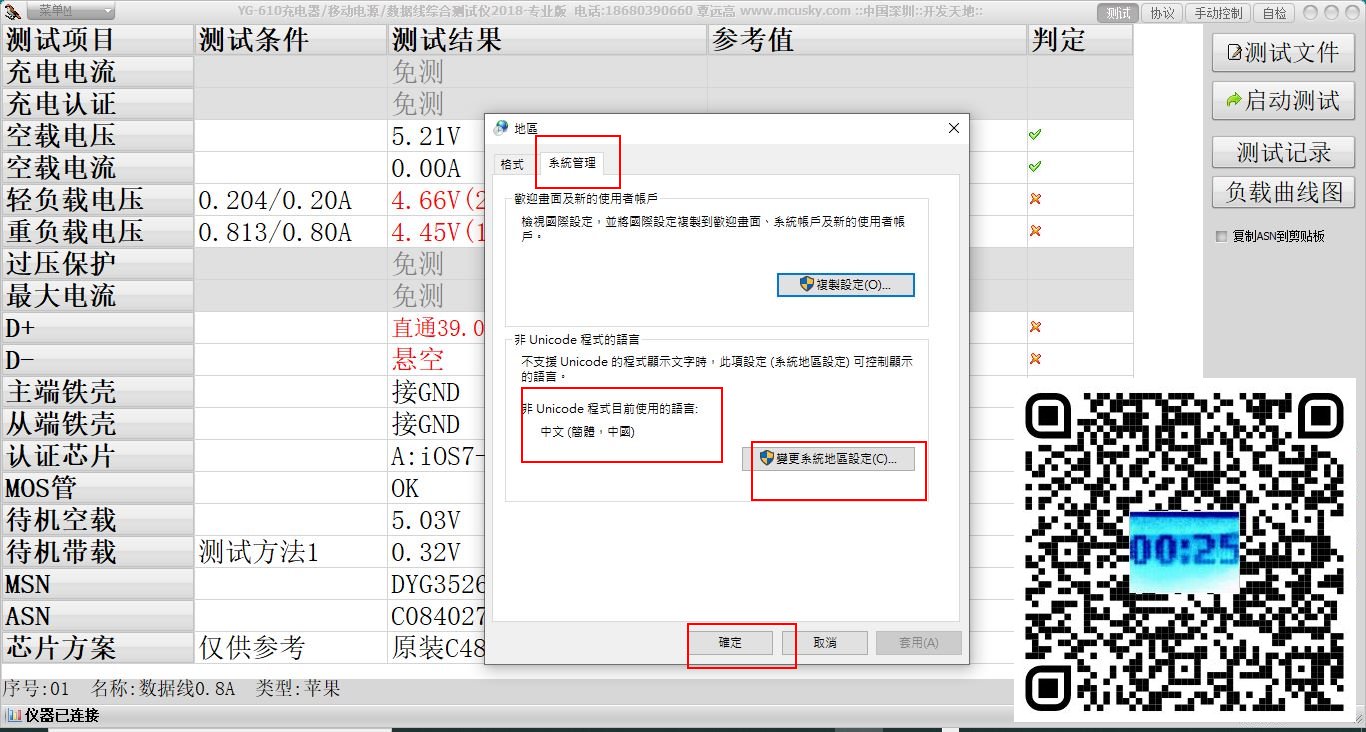 菜单M
YG-610充电器/移动电源/数据线综合测试仪2018-专业版 电话:18680390660 覃远高 www.mcusky.com ::中国深圳::开发天地::
测试 协议 手动控制 自检
测试项目 测试条件 测试结果 参考值 判定
充电电流 免测
充电认证 免测
空载电压 5.21V
空载电流 0.00A
轻负载电压 0.204/0.20A 4.66V(2
重负载电压 0.813/0.80A 4.45V(1
过压保护 免测
最大电流 免测
D+ 直通39.0
D- 悬空
主端铁壳 接GND
从端铁壳 接GND
认证芯片 A:iOS7-
MOS管 OK
待机空载 5.03V
待机带载 测试方法1 0.32V
MSN DYG3526
ASN C084027
芯片方案 仅供参考 原装C48
序号:01 名称:数据线0.8A 类型:苹果
仪器已连接
测试文件
启动测试
测试记录
负载曲线图
复制ASN到剪贴板
地區
格式 系統管理
歡迎畫面及新的使用者帳戶
檢視國際設定，並將國際設定複製到歡迎畫面、系統帳戶及新的使用者帳
戶。
複製設定(O)...
非 Unicode 程式的語言
不支援 Unicode 的程式顯示文字時，此項設定 (系統地區設定) 可控制顯示
的語言。
非 Unicode 程式目前使用的語言:
中文 (簡體，中國)
變更系統地區設定(C)...
確定 取消 套用(A)
00:25